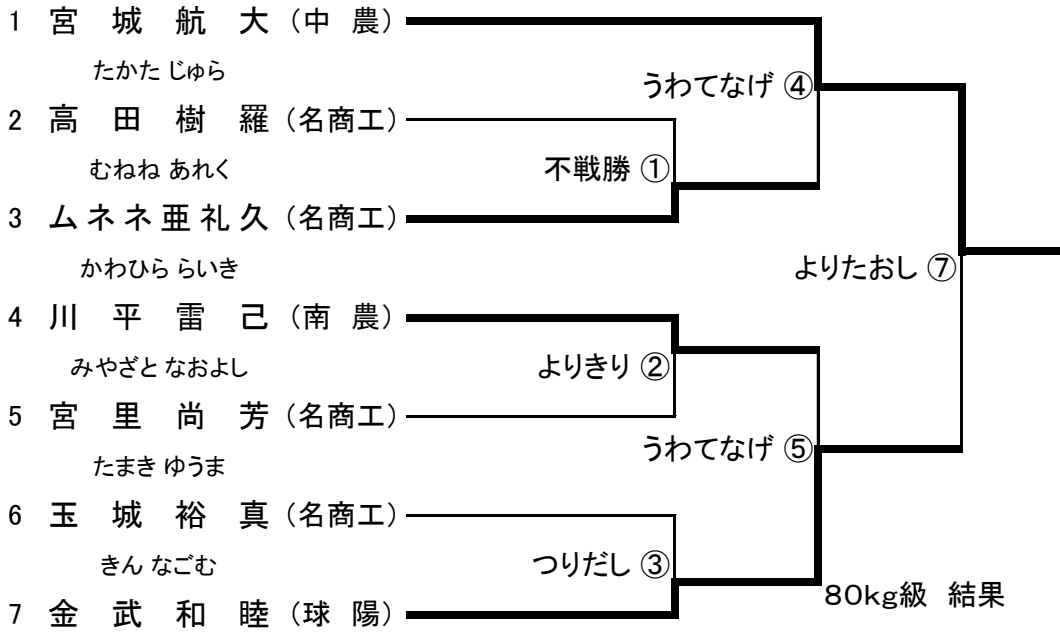 1 宮 城 航 大 (中 農)
たかた じゅら
うわてなげ ④
2 高 田 樹 羅 (名商工)
むねね あれく
不戦勝 ①
3 ム ネ ネ 亜 礼 久 (名商工)
かわひら らいき
よりたおし ⑦
4 川 平 雷 己 (南 農)
みやざと なおよし
よりきり ②
5 宮 里 尚 芳 (名商工)
うわてなげ ⑤
たまき ゆうま
6 玉 城 裕 真 (名商工)
きん なごむ
つりだし ③
80kg級 結果
7 金 武 和 睦 (球 陽)